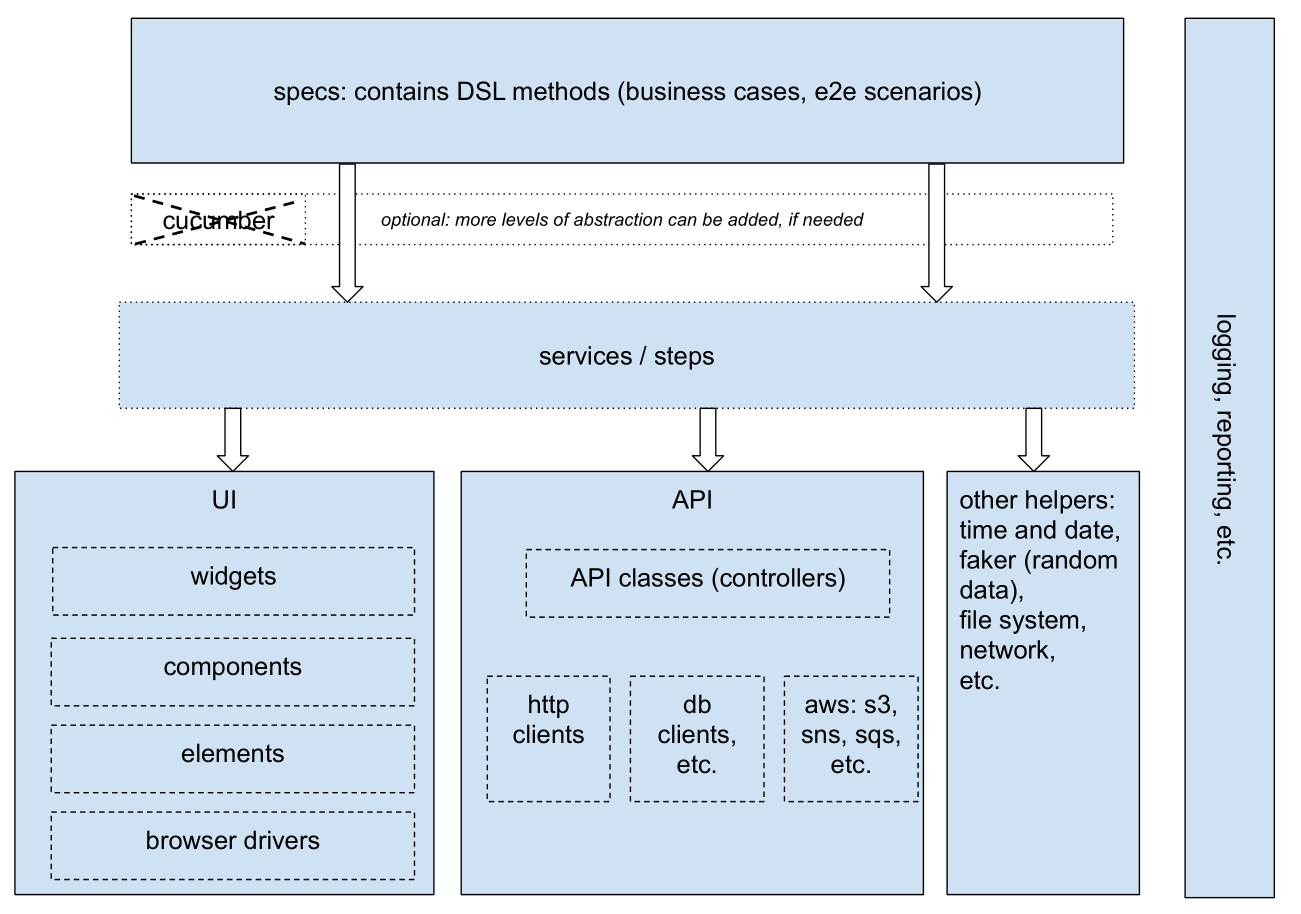 specs: contains DSL methods (business cases, e2e scenarios)
cucumber
optional: more levels of abstraction can be added, if needed
services / steps
UI
widgets
components
elements
browser drivers
API
API classes (controllers)
http
clients
db
clients,
etc.
aws: s3,
sns, sqs,
etc.
other helpers:
time and date,
faker (random
data),
file system,
network,
etc.
logging, reporting, etc.